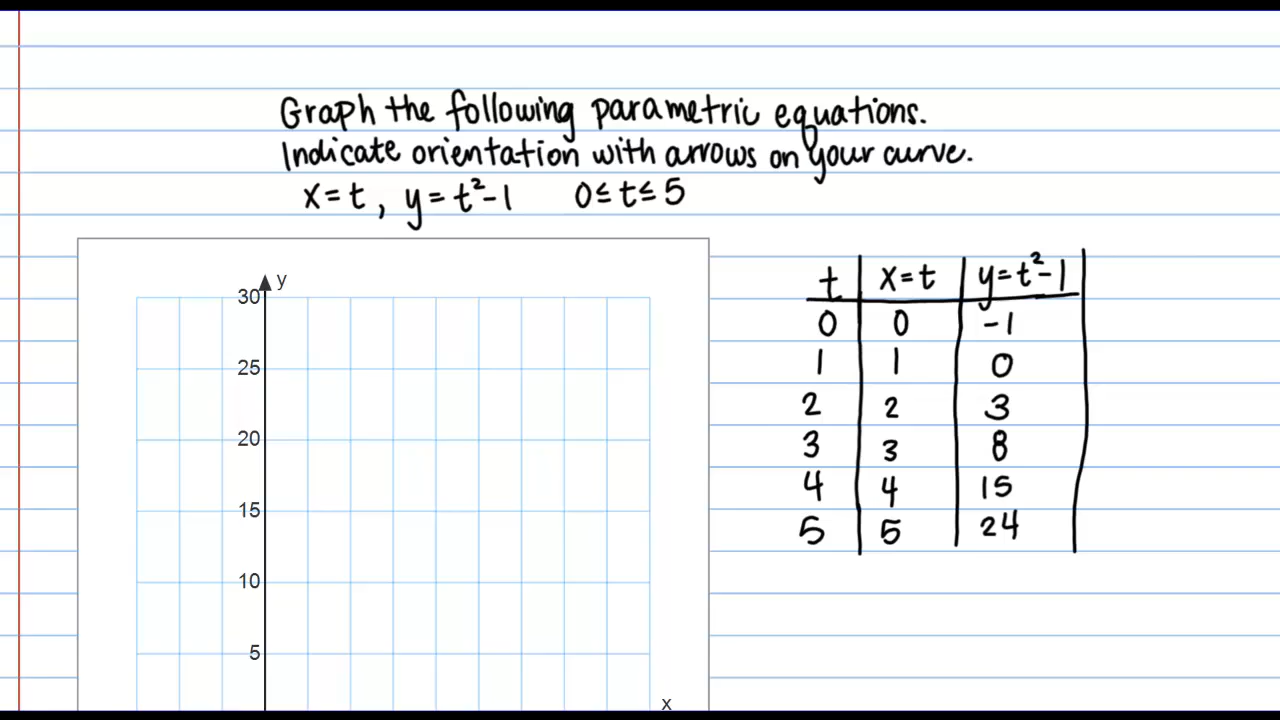 Graph the following parametric equations.
Indicate orientation with arrows on your curve.
x=t, y=t²-1 0≤t≤5
y
30
25
20
15
10
5
x
t x=t y=t²-1
0 0 -1
1 1 0
2 2 3
3 3 8
4 4 15
5 5 24